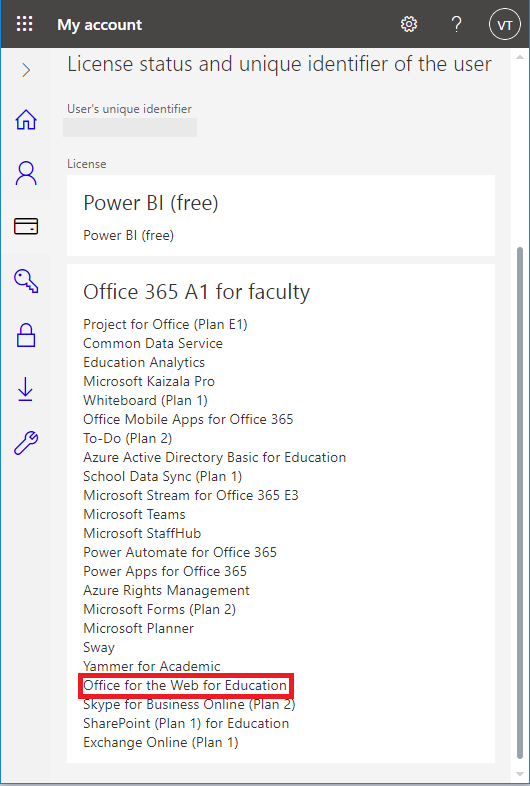 My account
?
VT
License status and unique identifier of the user
User's unique identifier
License
Power BI (free)
Power BI (free)
Office 365 A1 for faculty
Project for Office (Plan E1)
Common Data Service
Education Analytics
Microsoft Kaizala Pro
Whiteboard (Plan 1)
Office Mobile Apps for Office 365
To-Do (Plan 2)
Azure Active Directory Basic for Education
School Data Sync (Plan 1)
Microsoft Stream for Office 365 E3
Microsoft Teams
Microsoft StaffHub
Power Automate for Office 365
Power Apps for Office 365
Azure Rights Management
Microsoft Forms (Plan 2)
Microsoft Planner
Sway
Yammer for Academic
Office for the Web for Education
Skype for Business Online (Plan 2)
SharePoint (Plan 1) for Education
Exchange Online (Plan 1)